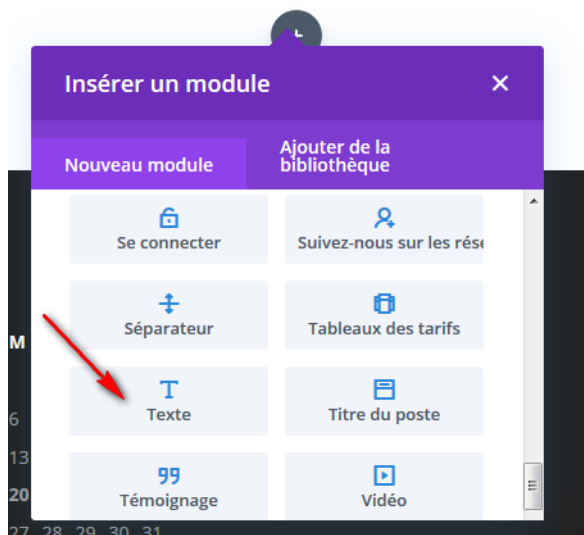 Insérer un module
Nouveau module
Ajouter de la
bibliothèque
Se connecter
Suivez-nous sur les rése
Séparateur
Tableaux des tarifs
M
Texte
Titre du poste
6
13
Témoignage
Vidéo
20
27 28 29 30 31